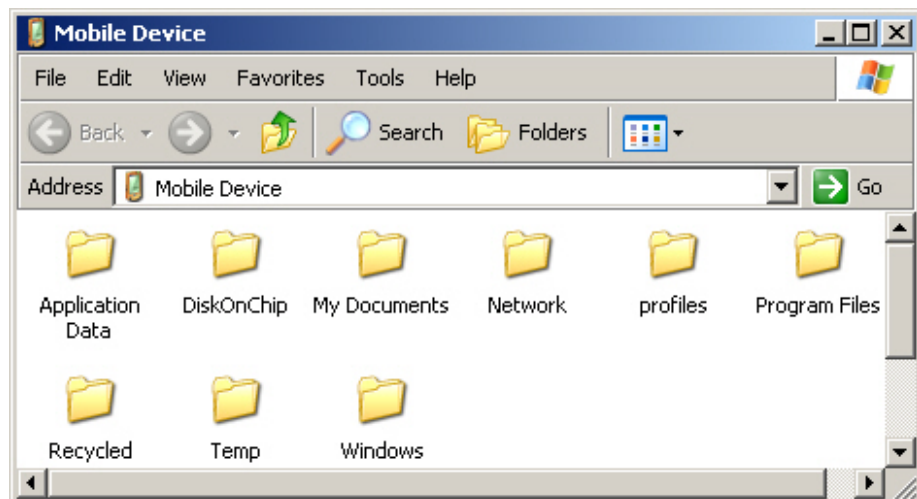 Mobile Device
File Edit View Favorites Tools Help
Back Search Folders
Address Mobile Device Go
Application Data DiskOnChip My Documents Network profiles Program Files
Recycled Temp Windows